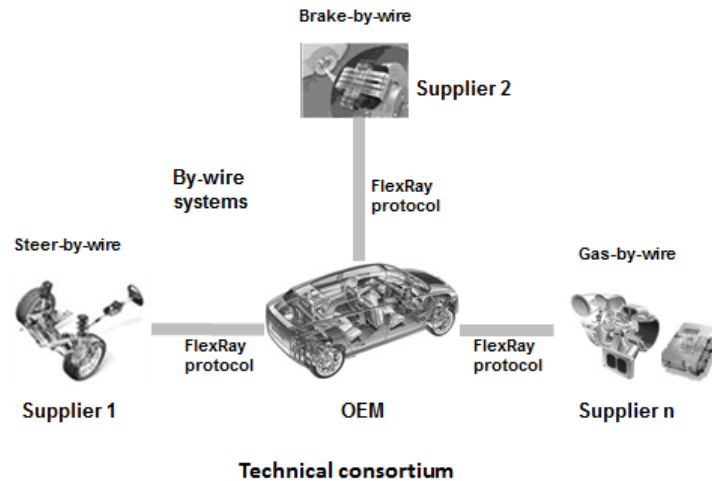 Brake-by-wire
Supplier 2
By-wire
systems
FlexRay
protocol
Steer-by-wire
Gas-by-wire
FlexRay
protocol
FlexRay
protocol
Supplier 1
OEM
Supplier n
Technical consortium